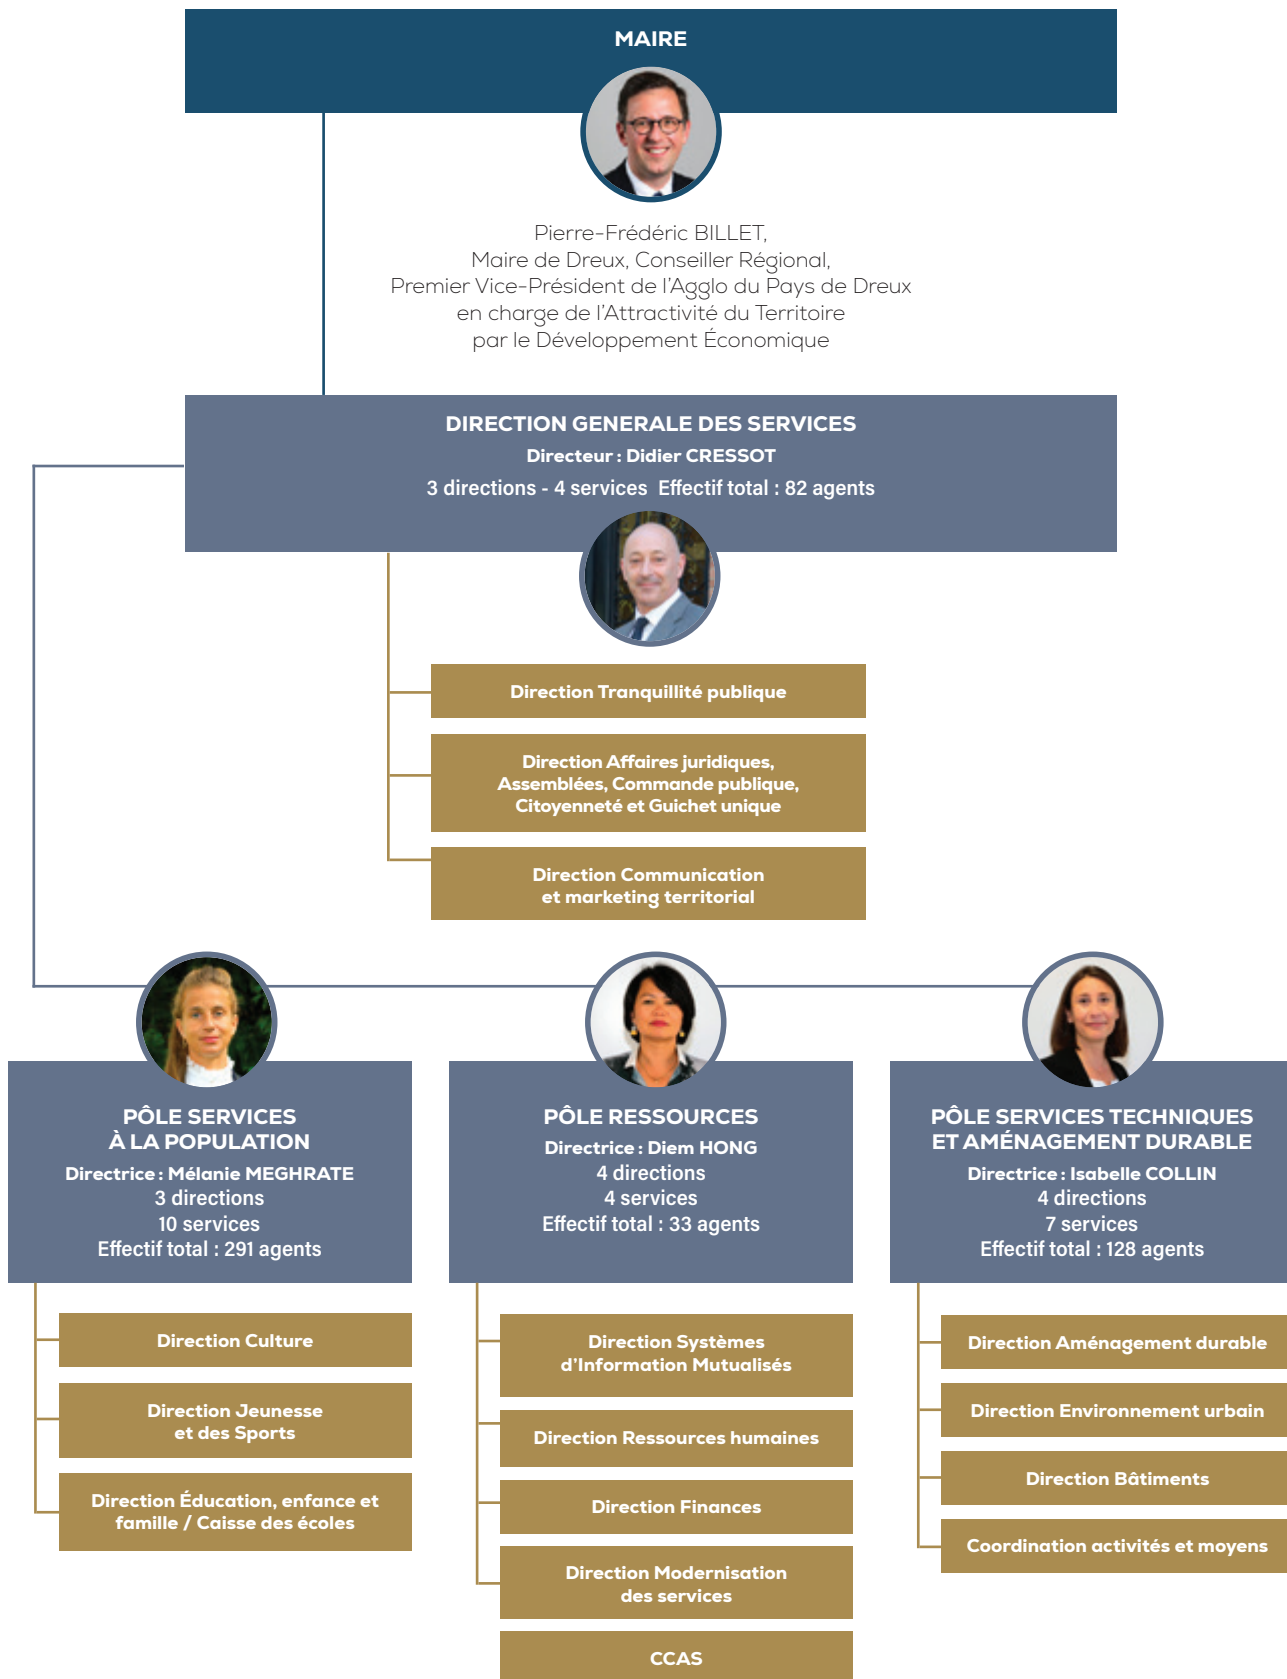 MAIRE
Pierre-Frédéric BILLET,
Maire de Dreux, Conseiller Régional,
Premier Vice-Président de l'Agglo du Pays de Dreux
en charge de l'Attractivité du Territoire
par le Développement Économique
DIRECTION GENERALE DES SERVICES
Directeur : Didier CRESSOT
3 directions - 4 services Effectif total : 82 agents
Direction Tranquillité publique
Direction Affaires juridiques,
Assemblées, Commande publique,
Citoyenneté et Guichet unique
Direction Communication
et marketing territorial
PÔLE SERVICES
À LA POPULATION
Directrice : Mélanie MEGHRATE
3 directions
10 services
Effectif total : 291 agents
Direction Culture
Direction Jeunesse
et des Sports
Direction Éducation, enfance et
famille / Caisse des écoles
PÔLE RESSOURCES
Directrice : Diem HONG
4 directions
4 services
Effectif total : 33 agents
Direction Systèmes
d'Information Mutualisés
Direction Ressources humaines
Direction Finances
Direction Modernisation
des services
CCAS
PÔLE SERVICES TECHNIQUES
ET AMÉNAGEMENT DURABLE
Directrice : Isabelle COLLIN
4 directions
7 services
Effectif total : 128 agents
Direction Aménagement durable
Direction Environnement urbain
Direction Bâtiments
Coordination activités et moyens